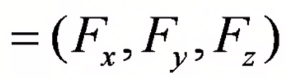 =(F_x, F_y, F_z)